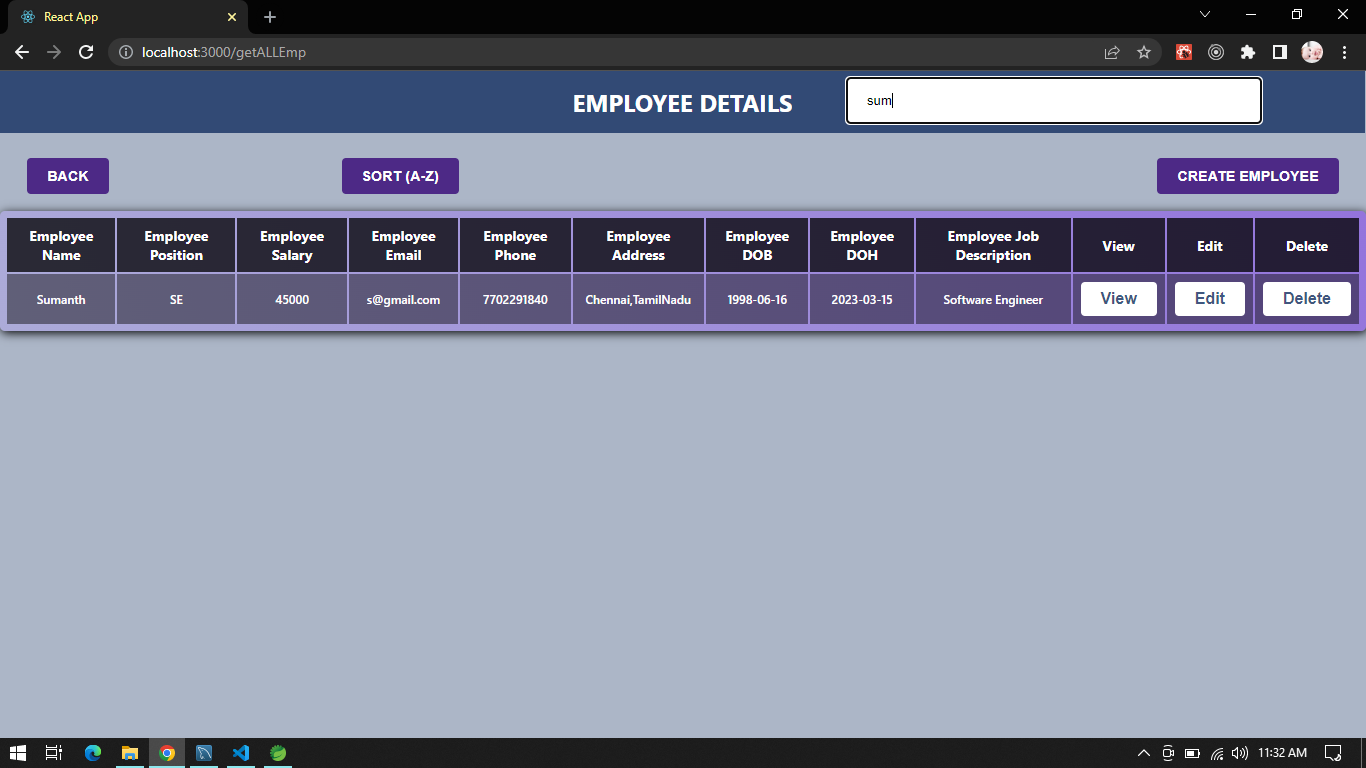 React App
localhost:3000/getALLEmp
EMPLOYEE DETAILS
sum
BACK
SORT (A-Z)
CREATE EMPLOYEE
Employee Name
Employee Position
Employee Salary
Employee Email
Employee Phone
Employee Address
Employee DOB
Employee DOH
Employee Job Description
View
Edit
Delete
Sumanth
SE
45000
s@gmail.com
7702291840
Chennai,TamilNadu
1998-06-16
2023-03-15
Software Engineer
View
Edit
Delete
11:32 AM